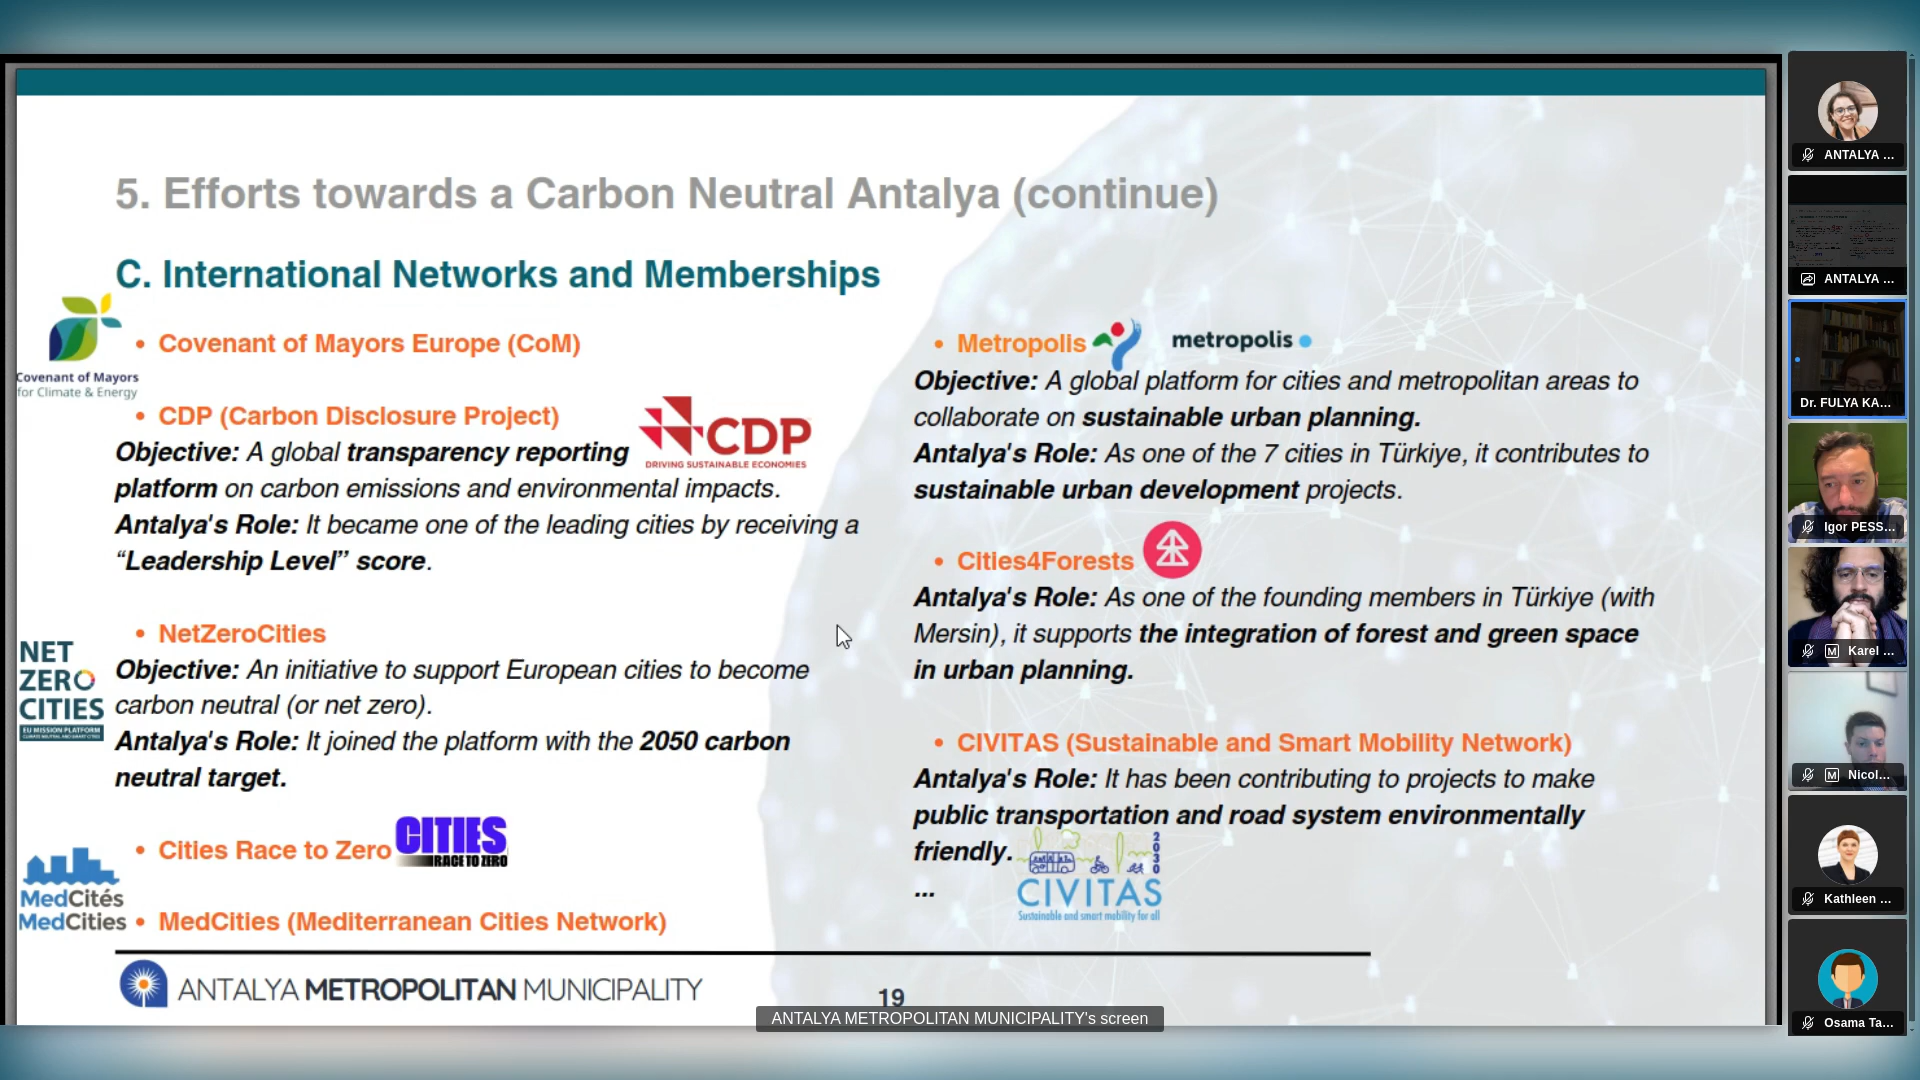 5. Efforts towards a Carbon Neutral Antalya (continue)
C. International Networks and Memberships
Covenant of Mayors
for Climate & Energy
• Covenant of Mayors Europe (CoM)
• CDP (Carbon Disclosure Project)
CDP
DRIVING SUSTAINABLE ECONOMIES
Objective: A global transparency reporting
platform on carbon emissions and environmental impacts.
Antalya's Role: It became one of the leading cities by receiving a
“Leadership Level” score.
• NetZeroCities
NET
ZERO
CITIES
EU MISSION PLATFORM
CLIMATE NEUTRAL AND SMART CITIES
Objective: An initiative to support European cities to become
carbon neutral (or net zero).
Antalya's Role: It joined the platform with the 2050 carbon
neutral target.
• Cities Race to Zero
CITIES
RACE TO ZERO
MedCités
MedCities
• MedCities (Mediterranean Cities Network)
• Metropolis
metropolis
Objective: A global platform for cities and metropolitan areas to
collaborate on sustainable urban planning.
Antalya's Role: As one of the 7 cities in Türkiye, it contributes to
sustainable urban development projects.
• Cities4Forests
Antalya's Role: As one of the founding members in Türkiye (with
Mersin), it supports the integration of forest and green space
in urban planning.
• CIVITAS (Sustainable and Smart Mobility Network)
Antalya's Role: It has been contributing to projects to make
public transportation and road system environmentally
friendly.
...
2030
CIVITAS
Sustainable and smart mobility for all
ANTALYA METROPOLITAN MUNICIPALITY
19
ANTALYA METROPOLITAN MUNICIPALITY's screen
ANTALYA ...
ANTALYA ...
Dr. FULYA KA...
Igor PESS...
M Karel ...
M Nicol...
Kathleen ...
Osama Ta...